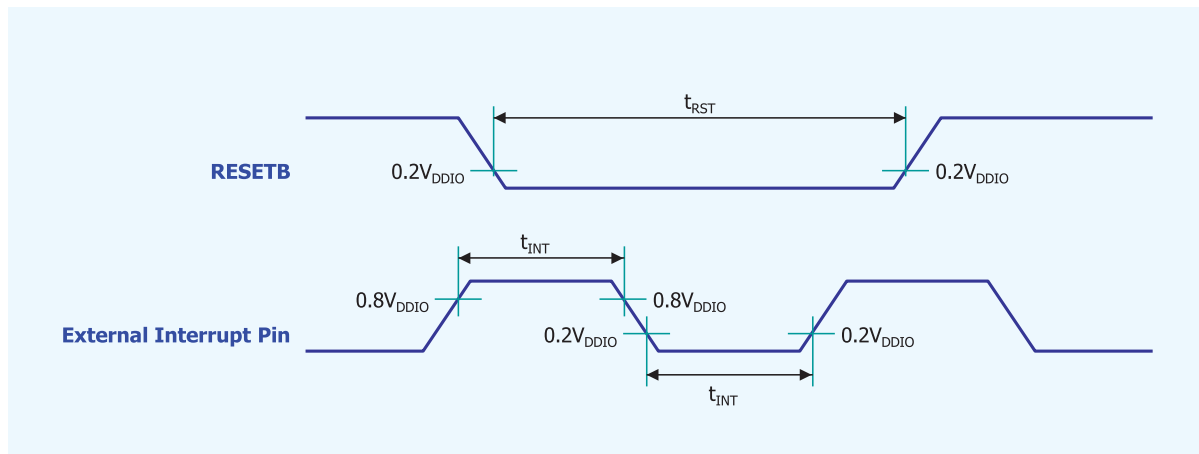 tRST
RESETB
0.2VDDIO
0.2VDDIO
tINT
0.8VDDIO
0.8VDDIO
External Interrupt Pin
0.2VDDIO
0.2VDDIO
tINT